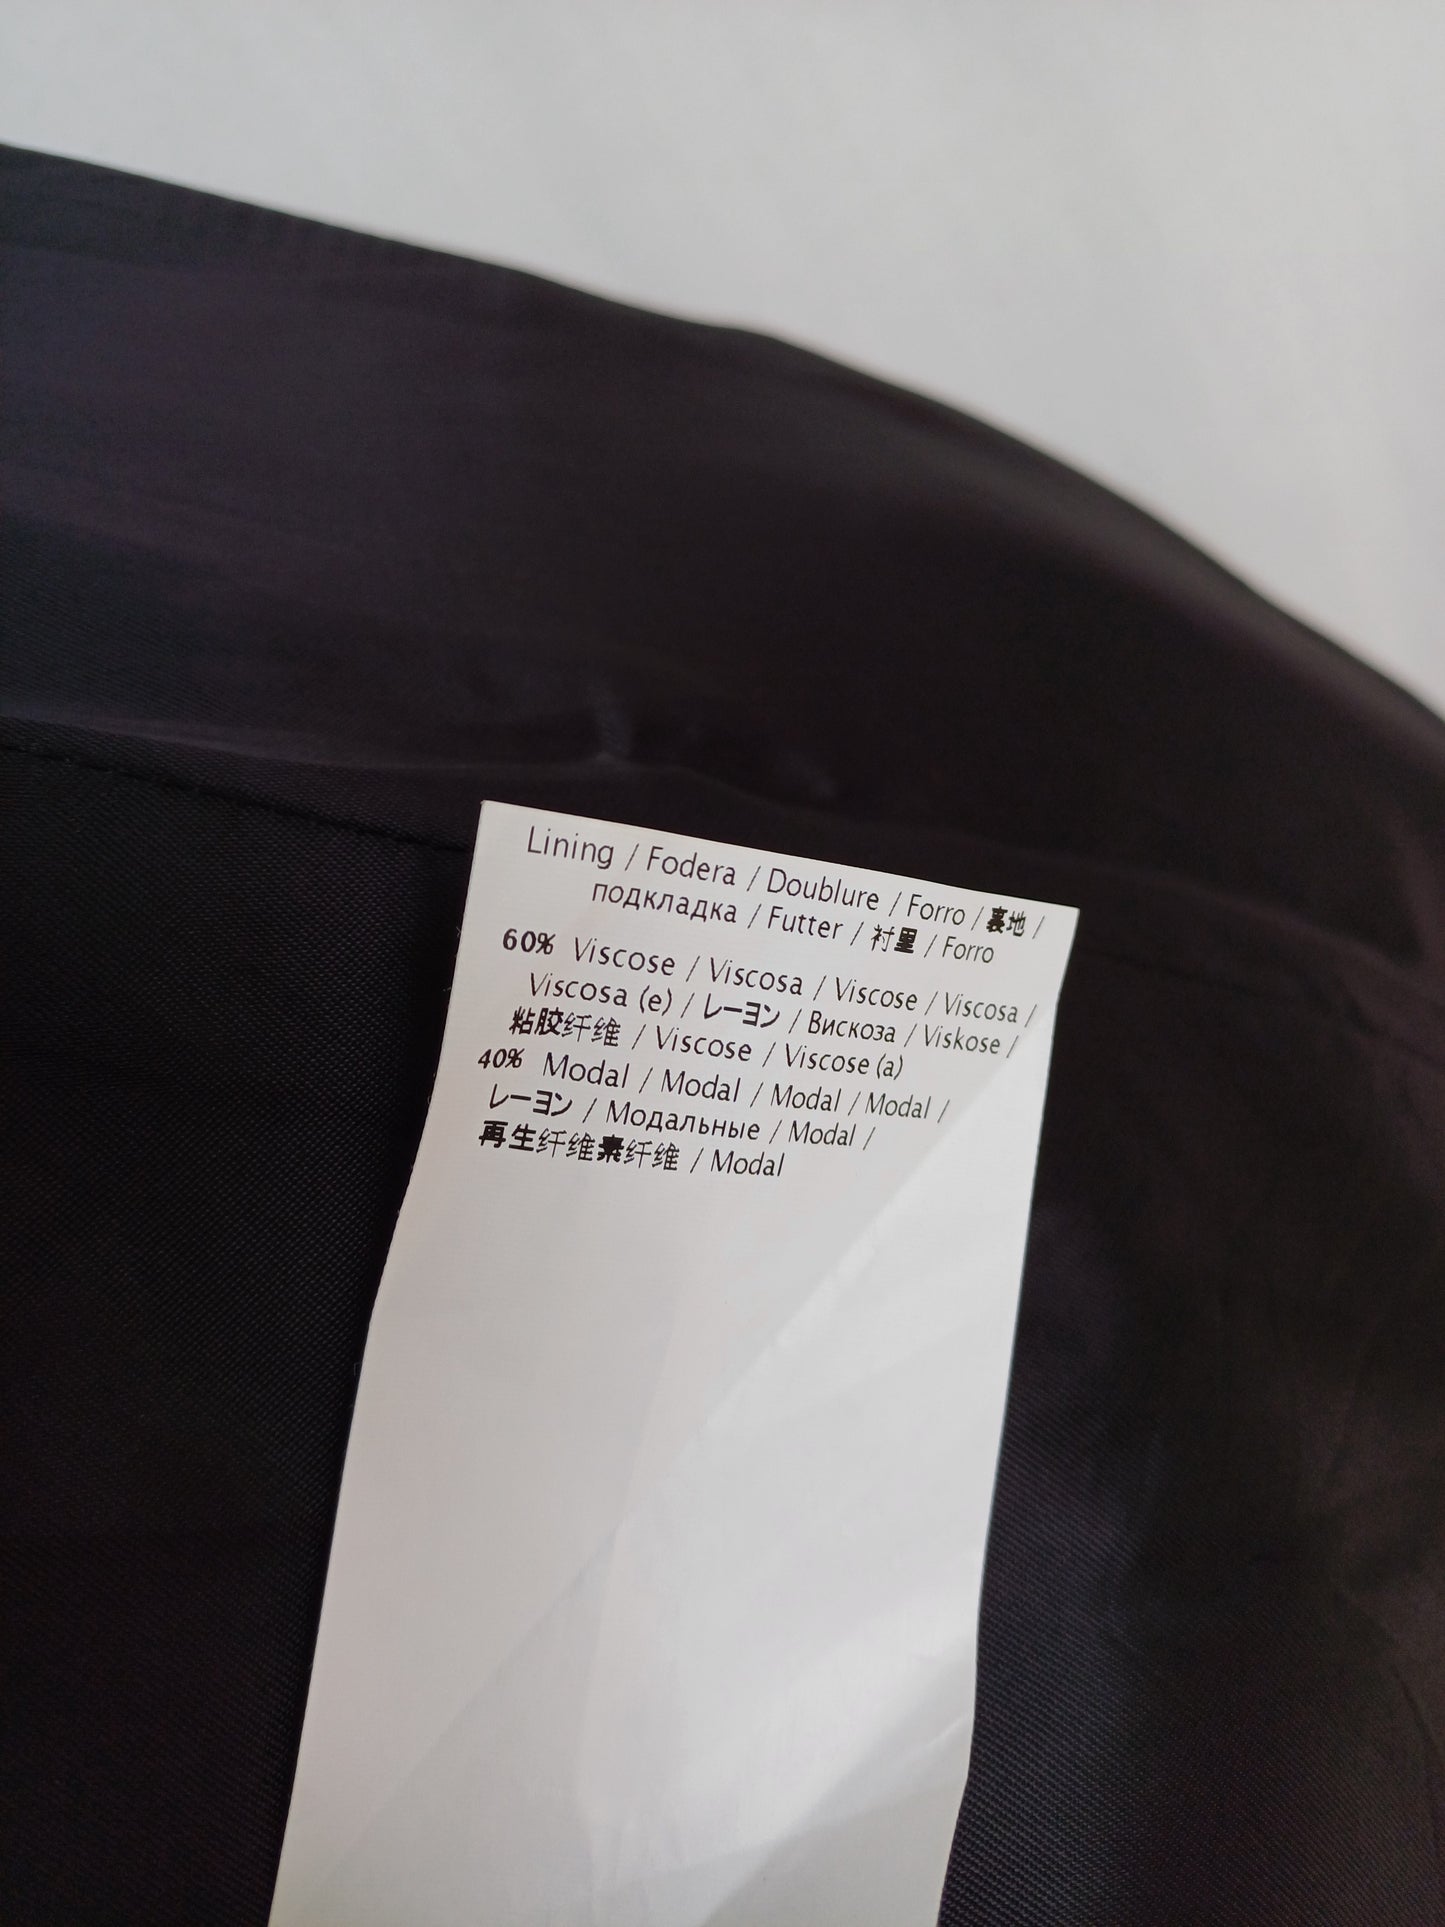 Lining / Fodera / Doublure / Forro / 裏地 /
подкладка / Futter / 衬里 / Forro
60% Viscose / Viscosa / Viscose / Viscosa /
Viscosa (e) / レーヨン / Вискоза / Viskose /
粘胶纤维 / Viscose / Viscose (a)
40% Modal / Modal / Modal / Modal /
レーヨン / Модальные / Modal /
再生纤维素纤维 / Modal